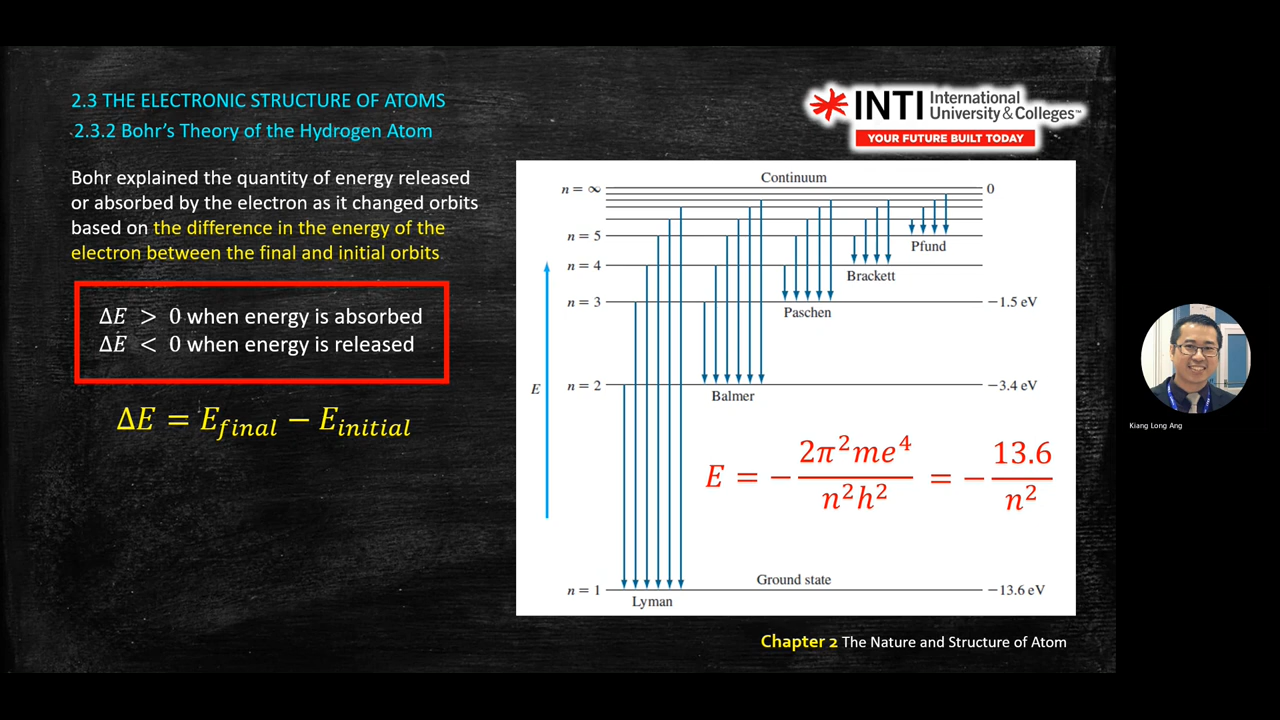 2.3 THE ELECTRONIC STRUCTURE OF ATOMS
2.3.2 Bohr's Theory of the Hydrogen Atom
INTI International
University & Colleges™
YOUR FUTURE BUILT TODAY
Bohr explained the quantity of energy released
or absorbed by the electron as it changed orbits
based on the difference in the energy of the
electron between the final and initial orbits
ΔE > 0 when energy is absorbed
ΔE < 0 when energy is released
ΔE = E_final − E_initial
Continuum
n = ∞ 0
n = 5
Pfund
n = 4
Brackett
n = 3 −1.5 eV
Paschen
n = 2 −3.4 eV
E
Balmer
E = − 2π²me⁴ / n²h² = − 13.6 / n²
Ground state
n = 1 −13.6 eV
Lyman
Chapter 2 The Nature and Structure of Atom
Kiang Long Ang